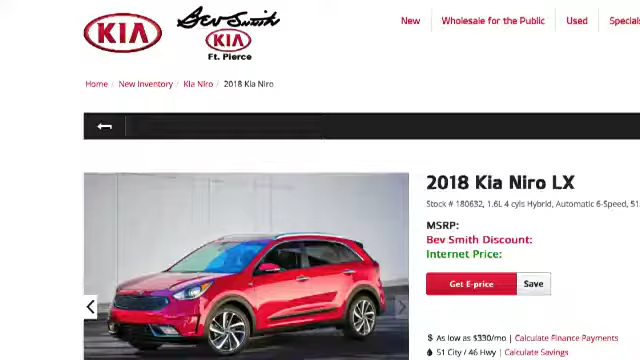 KIA
Bev Smith
KIA
Ft. Pierce
New
Wholesale for the Public
Used
Specials
Home / New Inventory / Kia Niro / 2018 Kia Niro
2018 Kia Niro LX
Stock # 180632, 1.6L 4 cyls Hybrid, Automatic 6-Speed, 51
MSRP:
Bev Smith Discount:
Internet Price:
Get E-price
Save
$ As low as $330/mo | Calculate Finance Payments
51 City / 46 Hwy | Calculate Savings